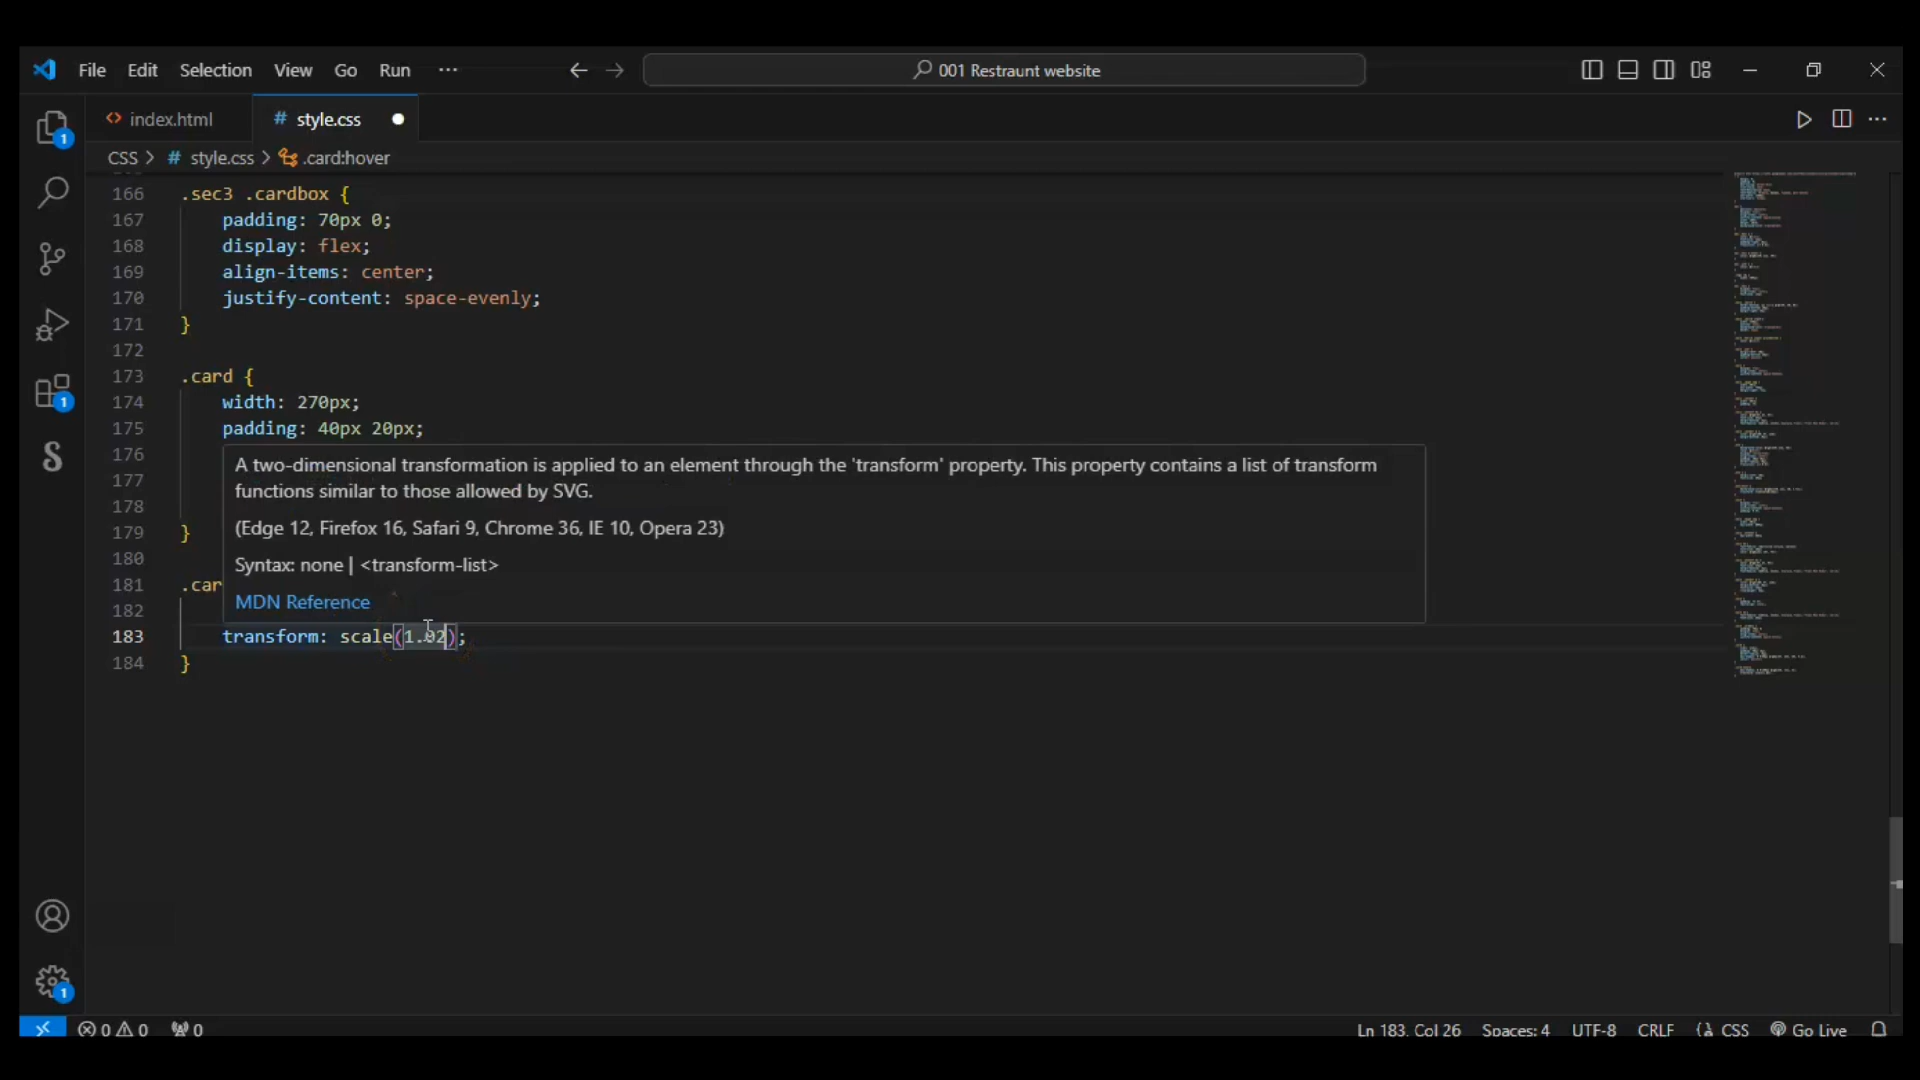 File Edit Selection View Go Run ···
001 Restraunt website
index.html
# style.css
CSS > # style.css > .card:hover
166 .sec3 .cardbox {
167 padding: 70px 0;
168 display: flex;
169 align-items: center;
170 justify-content: space-evenly;
171 }
172
173 .card {
174 width: 270px;
175 padding: 40px 20px;
176
177
178
179 }
180
181 .car
182
183 transform: scale(1.02);
184 }
A two-dimensional transformation is applied to an element through the 'transform' property. This property contains a list of transform
functions similar to those allowed by SVG.
(Edge 12, Firefox 16, Safari 9, Chrome 36, IE 10, Opera 23)
Syntax: none | <transform-list>
MDN Reference
1
1
1
0 0 0
Ln 183, Col 26 Spaces: 4 UTF-8 CRLF CSS Go Live